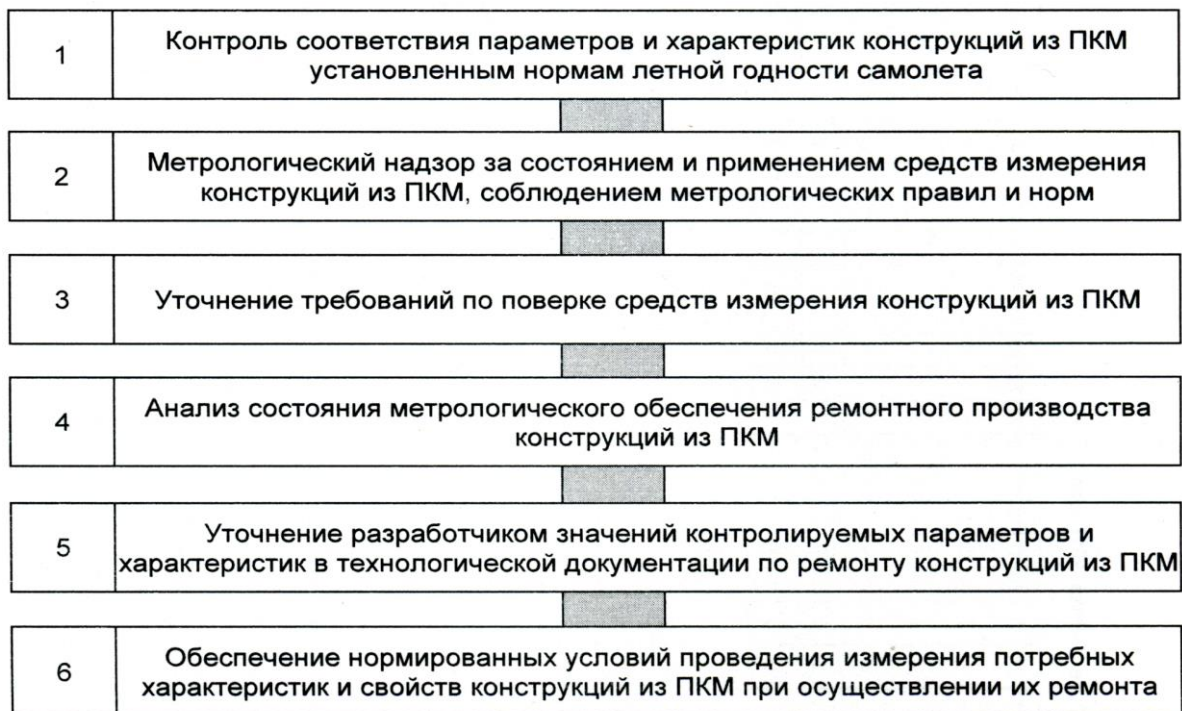 1
Контроль соответствия параметров и характеристик конструкций из ПКМ
установленным нормам летной годности самолета
2
Метрологический надзор за состоянием и применением средств измерения
конструкций из ПКМ, соблюдением метрологических правил и норм
3
Уточнение требований по поверке средств измерения конструкций из ПКМ
4
Анализ состояния метрологического обеспечения ремонтного производства
конструкций из ПКМ
5
Уточнение разработчиком значений контролируемых параметров и
характеристик в технологической документации по ремонту конструкций из ПКМ
6
Обеспечение нормированных условий проведения измерения потребных
характеристик и свойств конструкций из ПКМ при осуществлении их ремонта